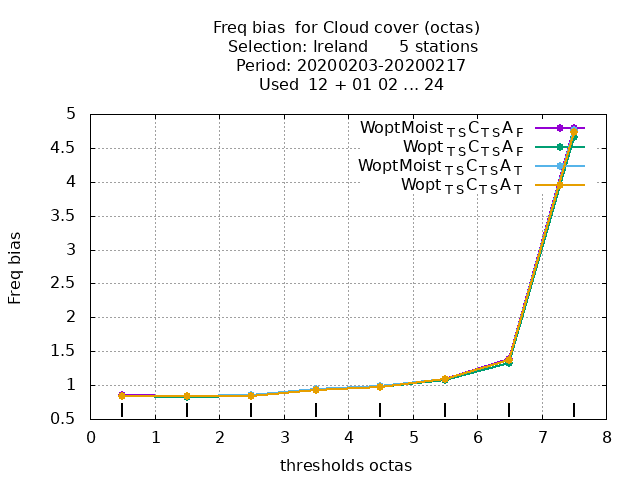 Freq bias for Cloud cover (octas)
Selection: Ireland 5 stations
Period: 20200203-20200217
Used 12 + 01 02 ... 24
WoptMoist TS C TS A F
Wopt TS C TS A F
WoptMoist TS C TS A T
Wopt TS C TS A T
Freq bias
5
4.5
4
3.5
3
2.5
2
1.5
1
0.5
0 1 2 3 4 5 6 7 8
thresholds octas